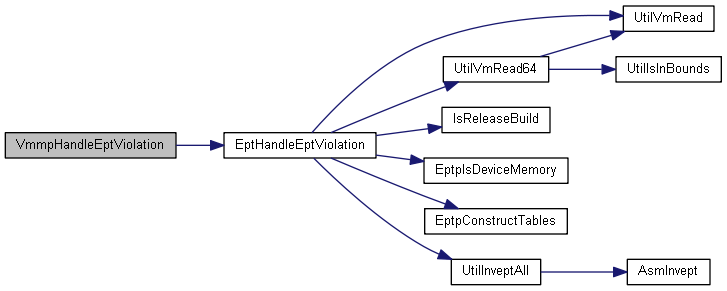 UtilVmRead
UtilVmRead64
UtilIsInBounds
IsReleaseBuild
VmmpHandleEptViolation
EptHandleEptViolation
EptpIsDeviceMemory
EptpConstructTables
UtilInveptAll
AsmInvept